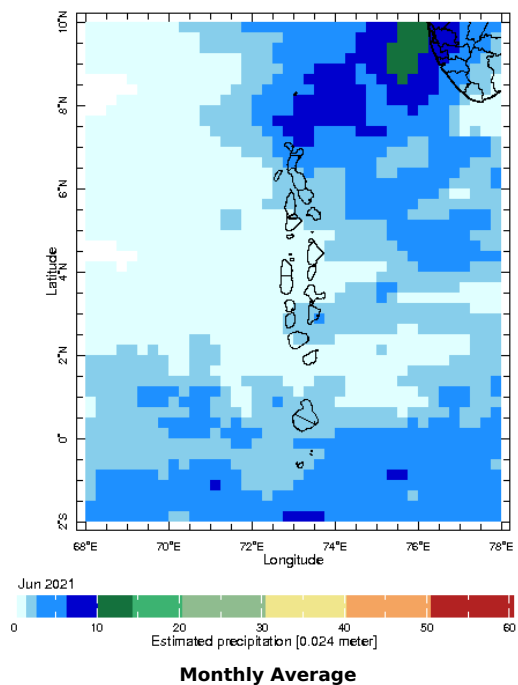 10°N
8°N
6°N
4°N
2°N
0°
2°S
Latitude
68°E 70°E 72°E 74°E 76°E 78°E
Longitude
Jun 2021
0 10 20 30 40 50 60
Estimated precipitation [0.024 meter]
Monthly Average